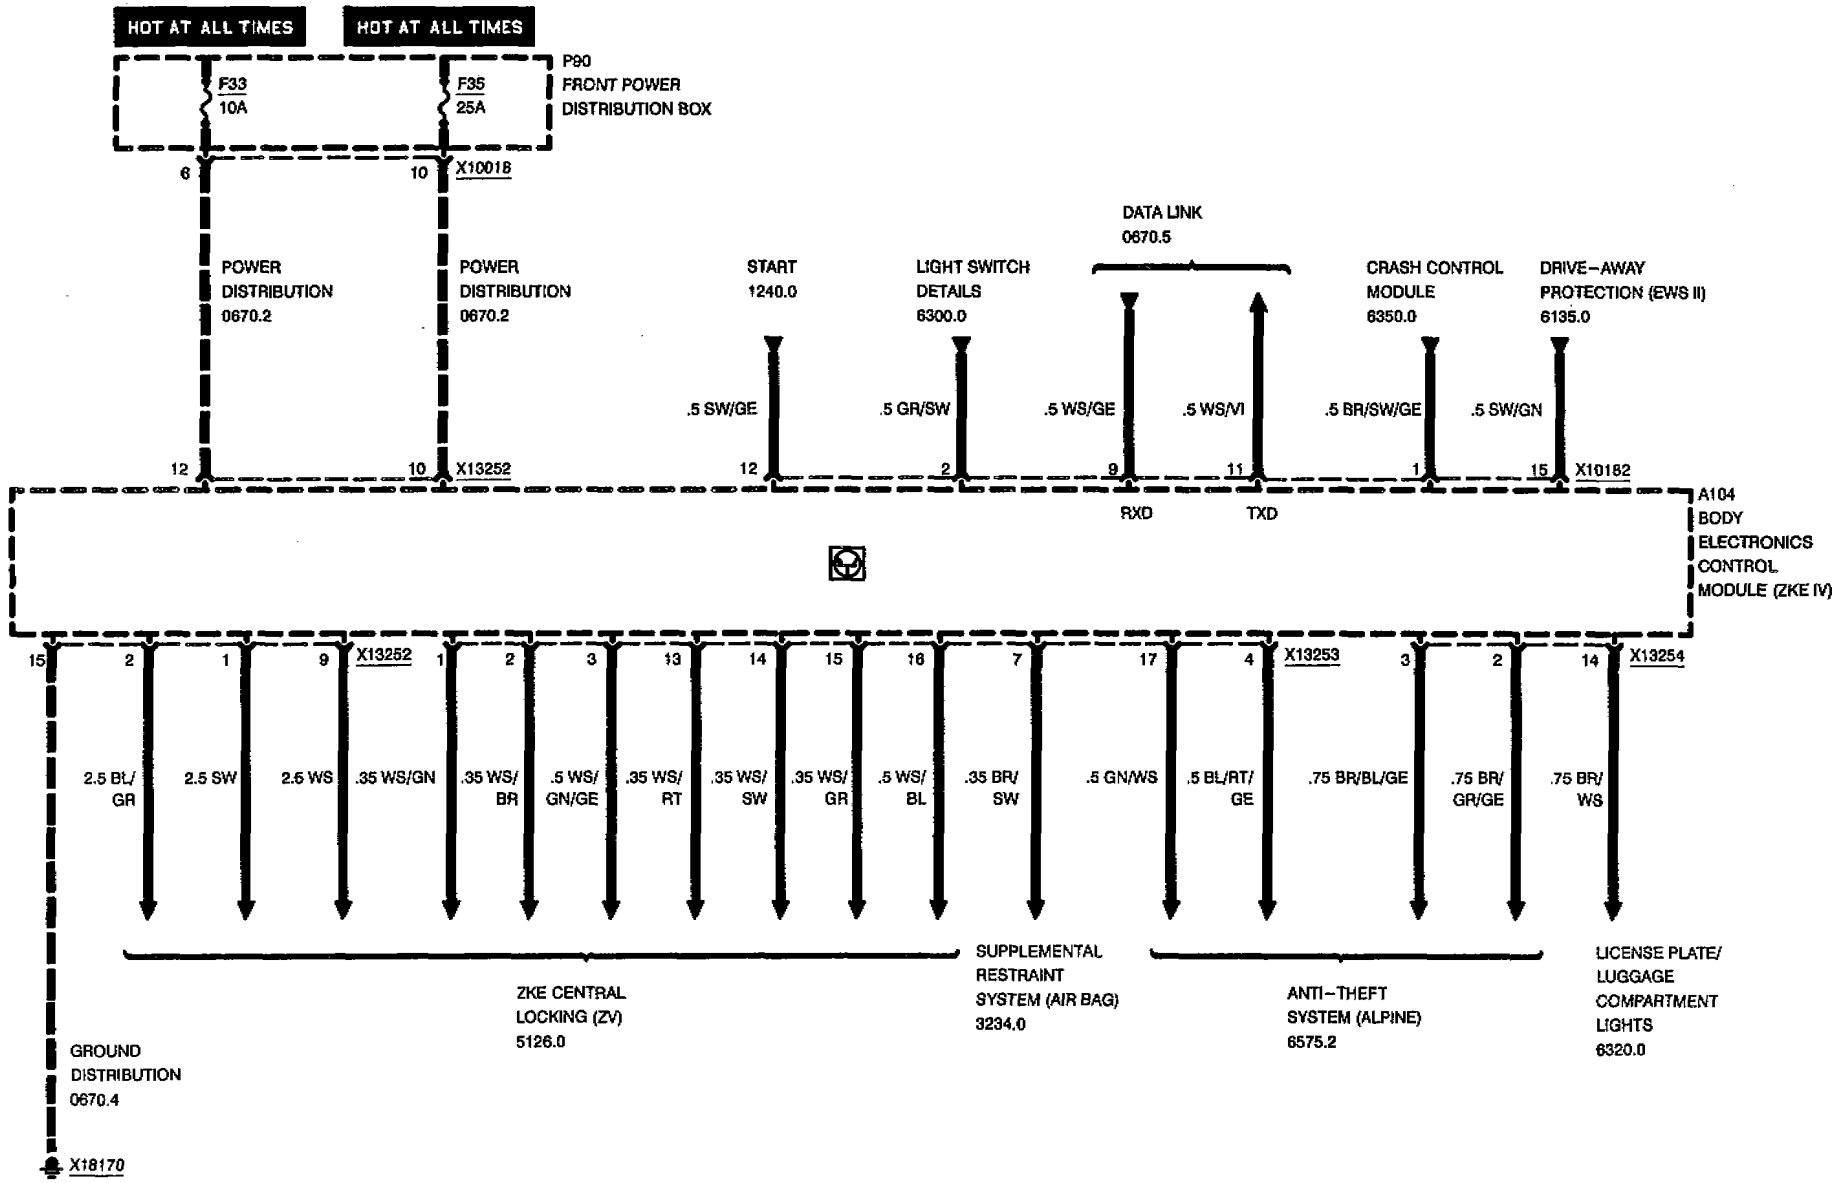 HOT AT ALL TIMES
HOT AT ALL TIMES
P90
FRONT POWER
DISTRIBUTION BOX
F33
10A
F35
25A
6
10
X10018
POWER
DISTRIBUTION
0670.2
POWER
DISTRIBUTION
0670.2
START
1240.0
LIGHT SWITCH
DETAILS
6300.0
DATA LINK
0670.5
CRASH CONTROL
MODULE
6350.0
DRIVE-AWAY
PROTECTION (EWS II)
6135.0
.5 SW/GE
.5 GR/SW
.5 WS/GE
.5 WS/VI
.5 BR/SW/GE
.5 SW/GN
12
10
X13252
12
2
9
11
1
15
X10182
RXD
TXD
A104
BODY
ELECTRONICS
CONTROL
MODULE (ZKE IV)
15
2
1
9
X13252
1
2
3
13
14
15
16
7
17
4
X13253
3
2
14
X13254
2.5 BL/
GR
2.5 SW
2.5 WS
.35 WS/GN
.35 WS/
BR
.5 WS/
GN/GE
.35 WS/
RT
.35 WS/
SW
.35 WS/
GR
.5 WS/
BL
.35 BR/
SW
.5 GN/WS
.5 BL/RT/
GE
.75 BR/BL/GE
.75 BR/
GR/GE
.75 BR/
WS
ZKE CENTRAL
LOCKING (ZV)
5126.0
SUPPLEMENTAL
RESTRAINT
SYSTEM (AIR BAG)
3234.0
ANTI-THEFT
SYSTEM (ALPINE)
6575.2
LICENSE PLATE/
LUGGAGE
COMPARTMENT
LIGHTS
6320.0
GROUND
DISTRIBUTION
0670.4
X18170